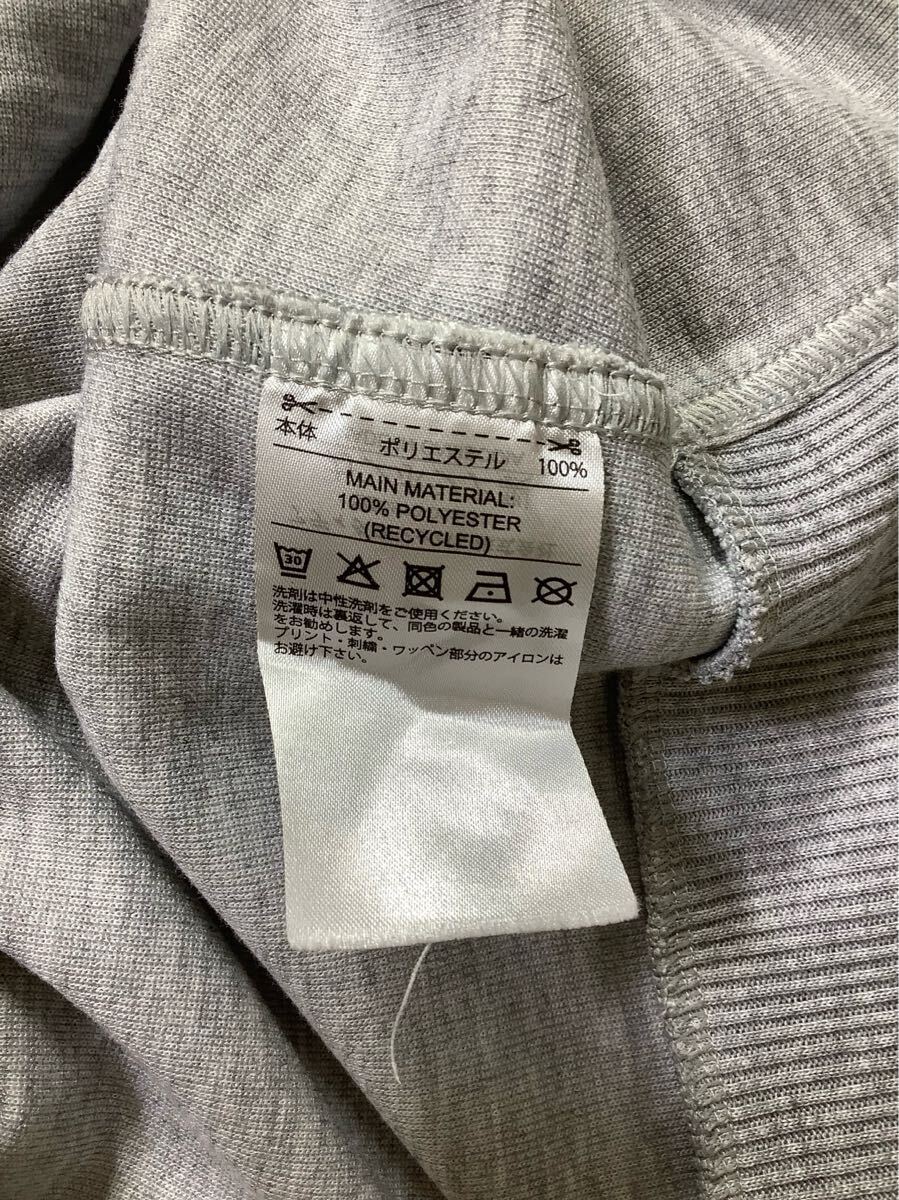 本体 ポリエステル 100%
MAIN MATERIAL:
100% POLYESTER
(RECYCLED)
30
洗剤は中性洗剤をご使用ください。
洗濯時は裏返して、同色の製品と一緒の洗濯
をお勧めします。
プリント・刺繍・ワッペン部分のアイロンは
お避け下さい。